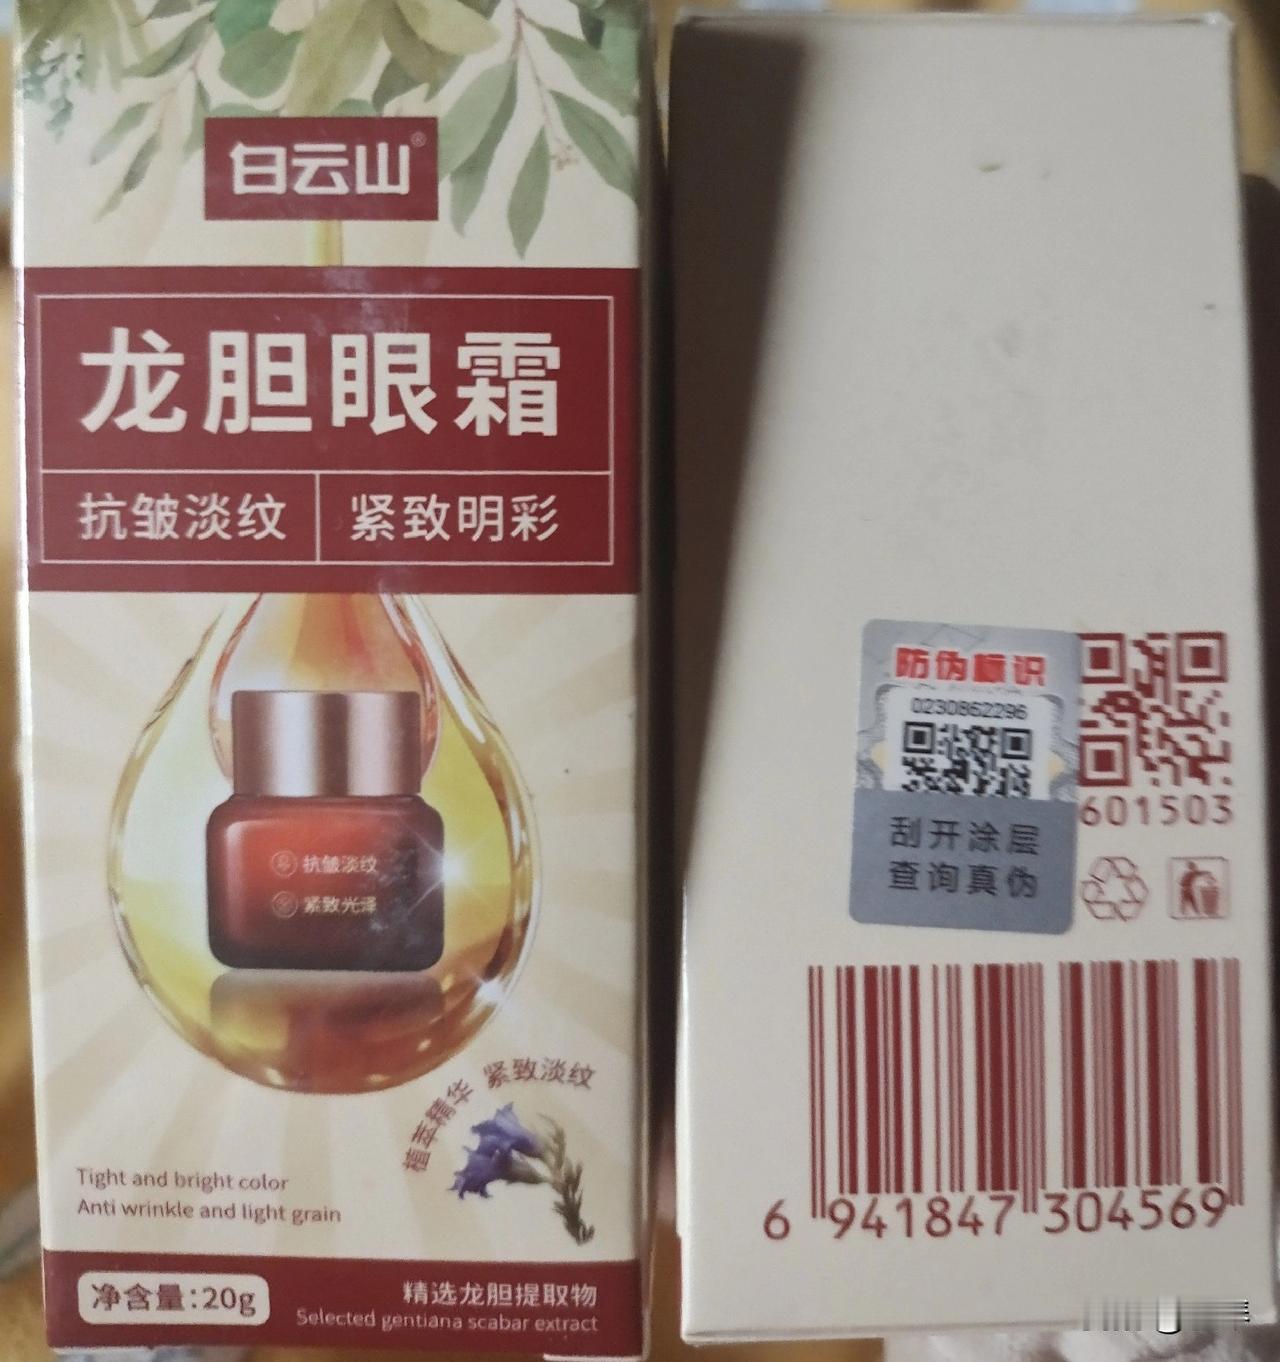 白云山®
龙胆眼霜
抗皱淡纹
紧致明彩
抗皱淡纹
紧致光泽
植萃精华 紧致淡纹
Tight and bright color
Anti wrinkle and light grain
净含量:20g
精选龙胆提取物
Selected gentiana scabar extract
防伪标识
0230862296
刮开涂层
查询真伪
601503
6 941847 304569